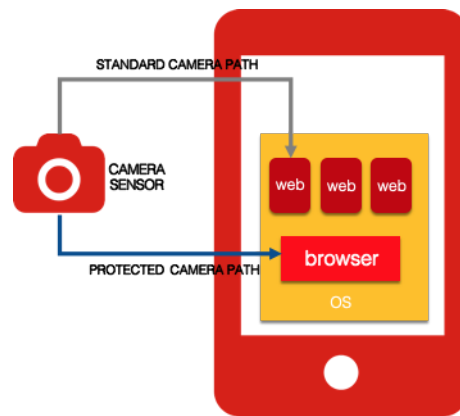 STANDARD CAMERA PATH
CAMERA
SENSOR
web web web
browser
PROTECTED CAMERA PATH
OS